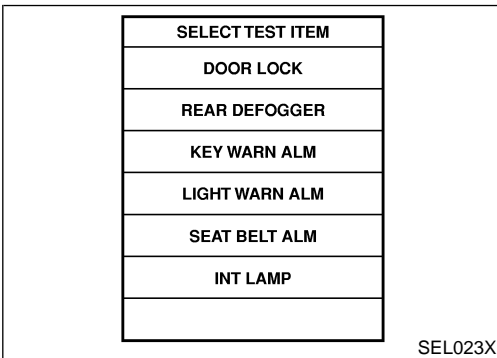 SELECT TEST ITEM
DOOR LOCK
REAR DEFOGGER
KEY WARN ALM
LIGHT WARN ALM
SEAT BELT ALM
INT LAMP
SEL023X